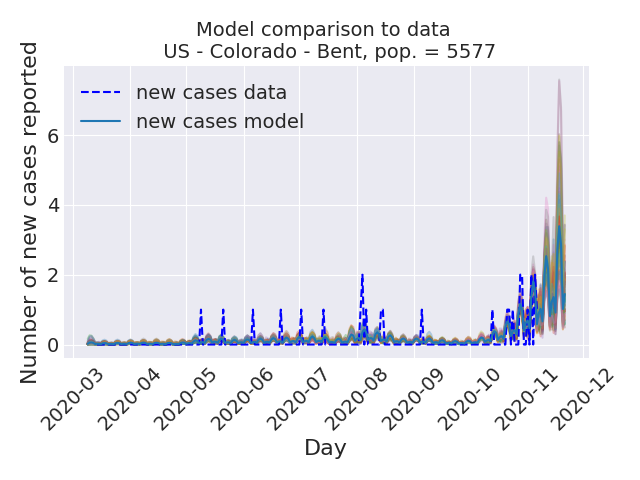 Model comparison to data
US - Colorado - Bent, pop. = 5577
Number of new cases reported
new cases data
new cases model
6
4
2
0
2020-03
2020-04
2020-05
2020-06
2020-07
2020-08
2020-09
2020-10
2020-11
2020-12
Day